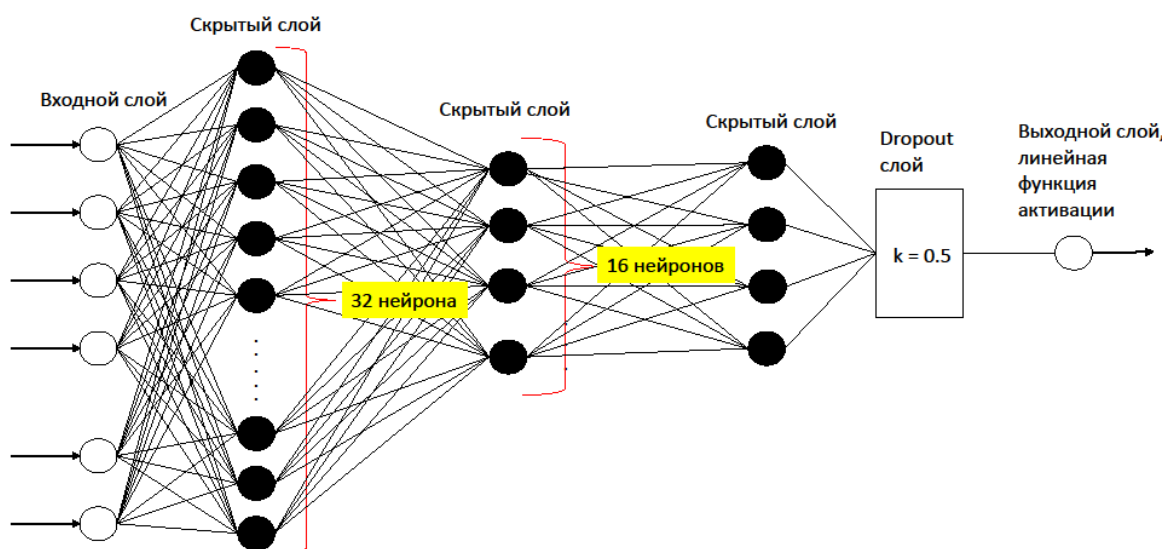 Скрытый слой
Входной слой
Скрытый слой
Скрытый слой
Dropout
слой
Выходной слой,
линейная
функция
активации
k = 0.5
16 нейронов
32 нейрона